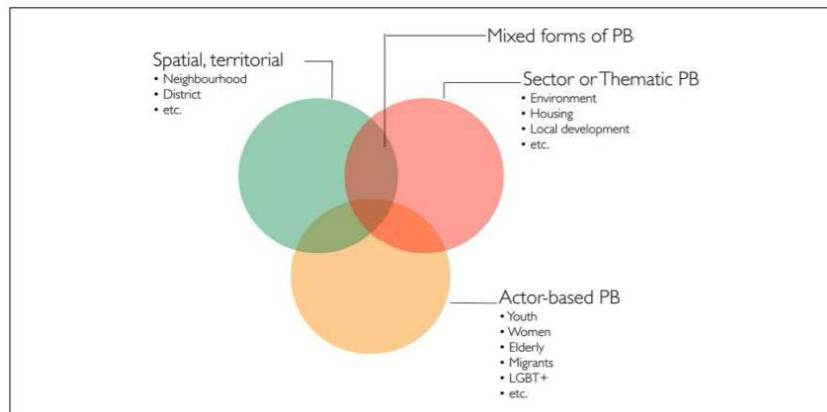 Mixed forms of PB
Spatial, territorial
• Neighbourhood
• District
• etc.
Sector or Thematic PB
• Environment
• Housing
• Local development
• etc.
Actor-based PB
• Youth
• Women
• Elderly
• Migrants
• LGBT+
• etc.